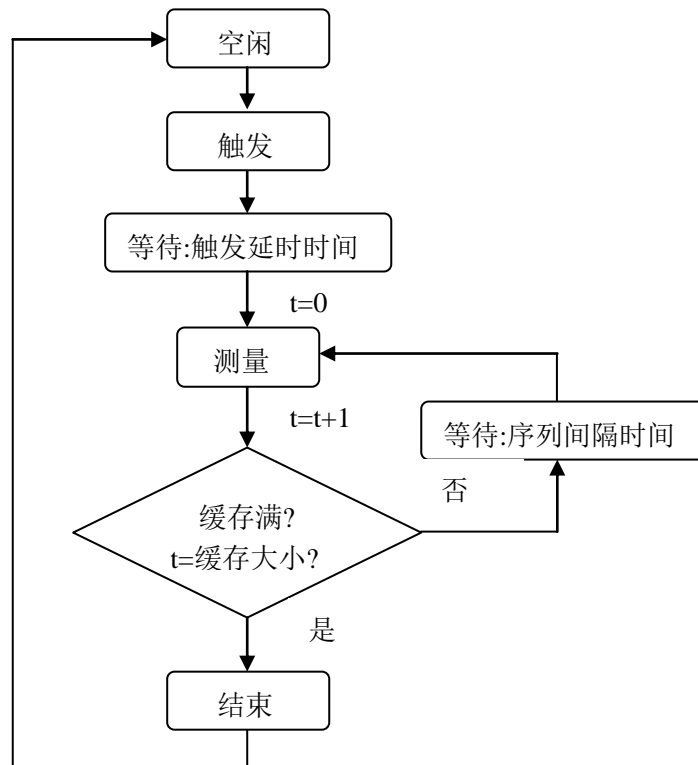 空闲
触发
等待:触发延时时间
t=0
测量
t=t+1
等待:序列间隔时间
否
缓存满?
t=缓存大小?
是
结束